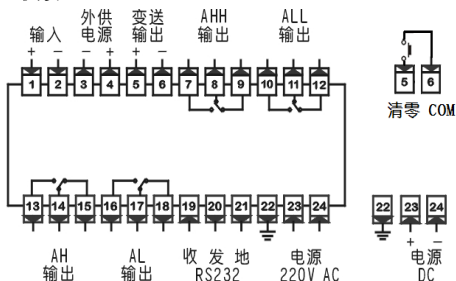 外供 变送 AHH ALL
输入 电源 输出 输出 输出
+ − − + + −
1 2 3 4 5 6 7 8 9 10 11 12
5 6
清零 COM
13 14 15 16 17 18 19 20 21 22 23 24
22 23 24
+ −
AH AL 收 发 地 电源 电源
输出 输出 RS232 220V AC DC